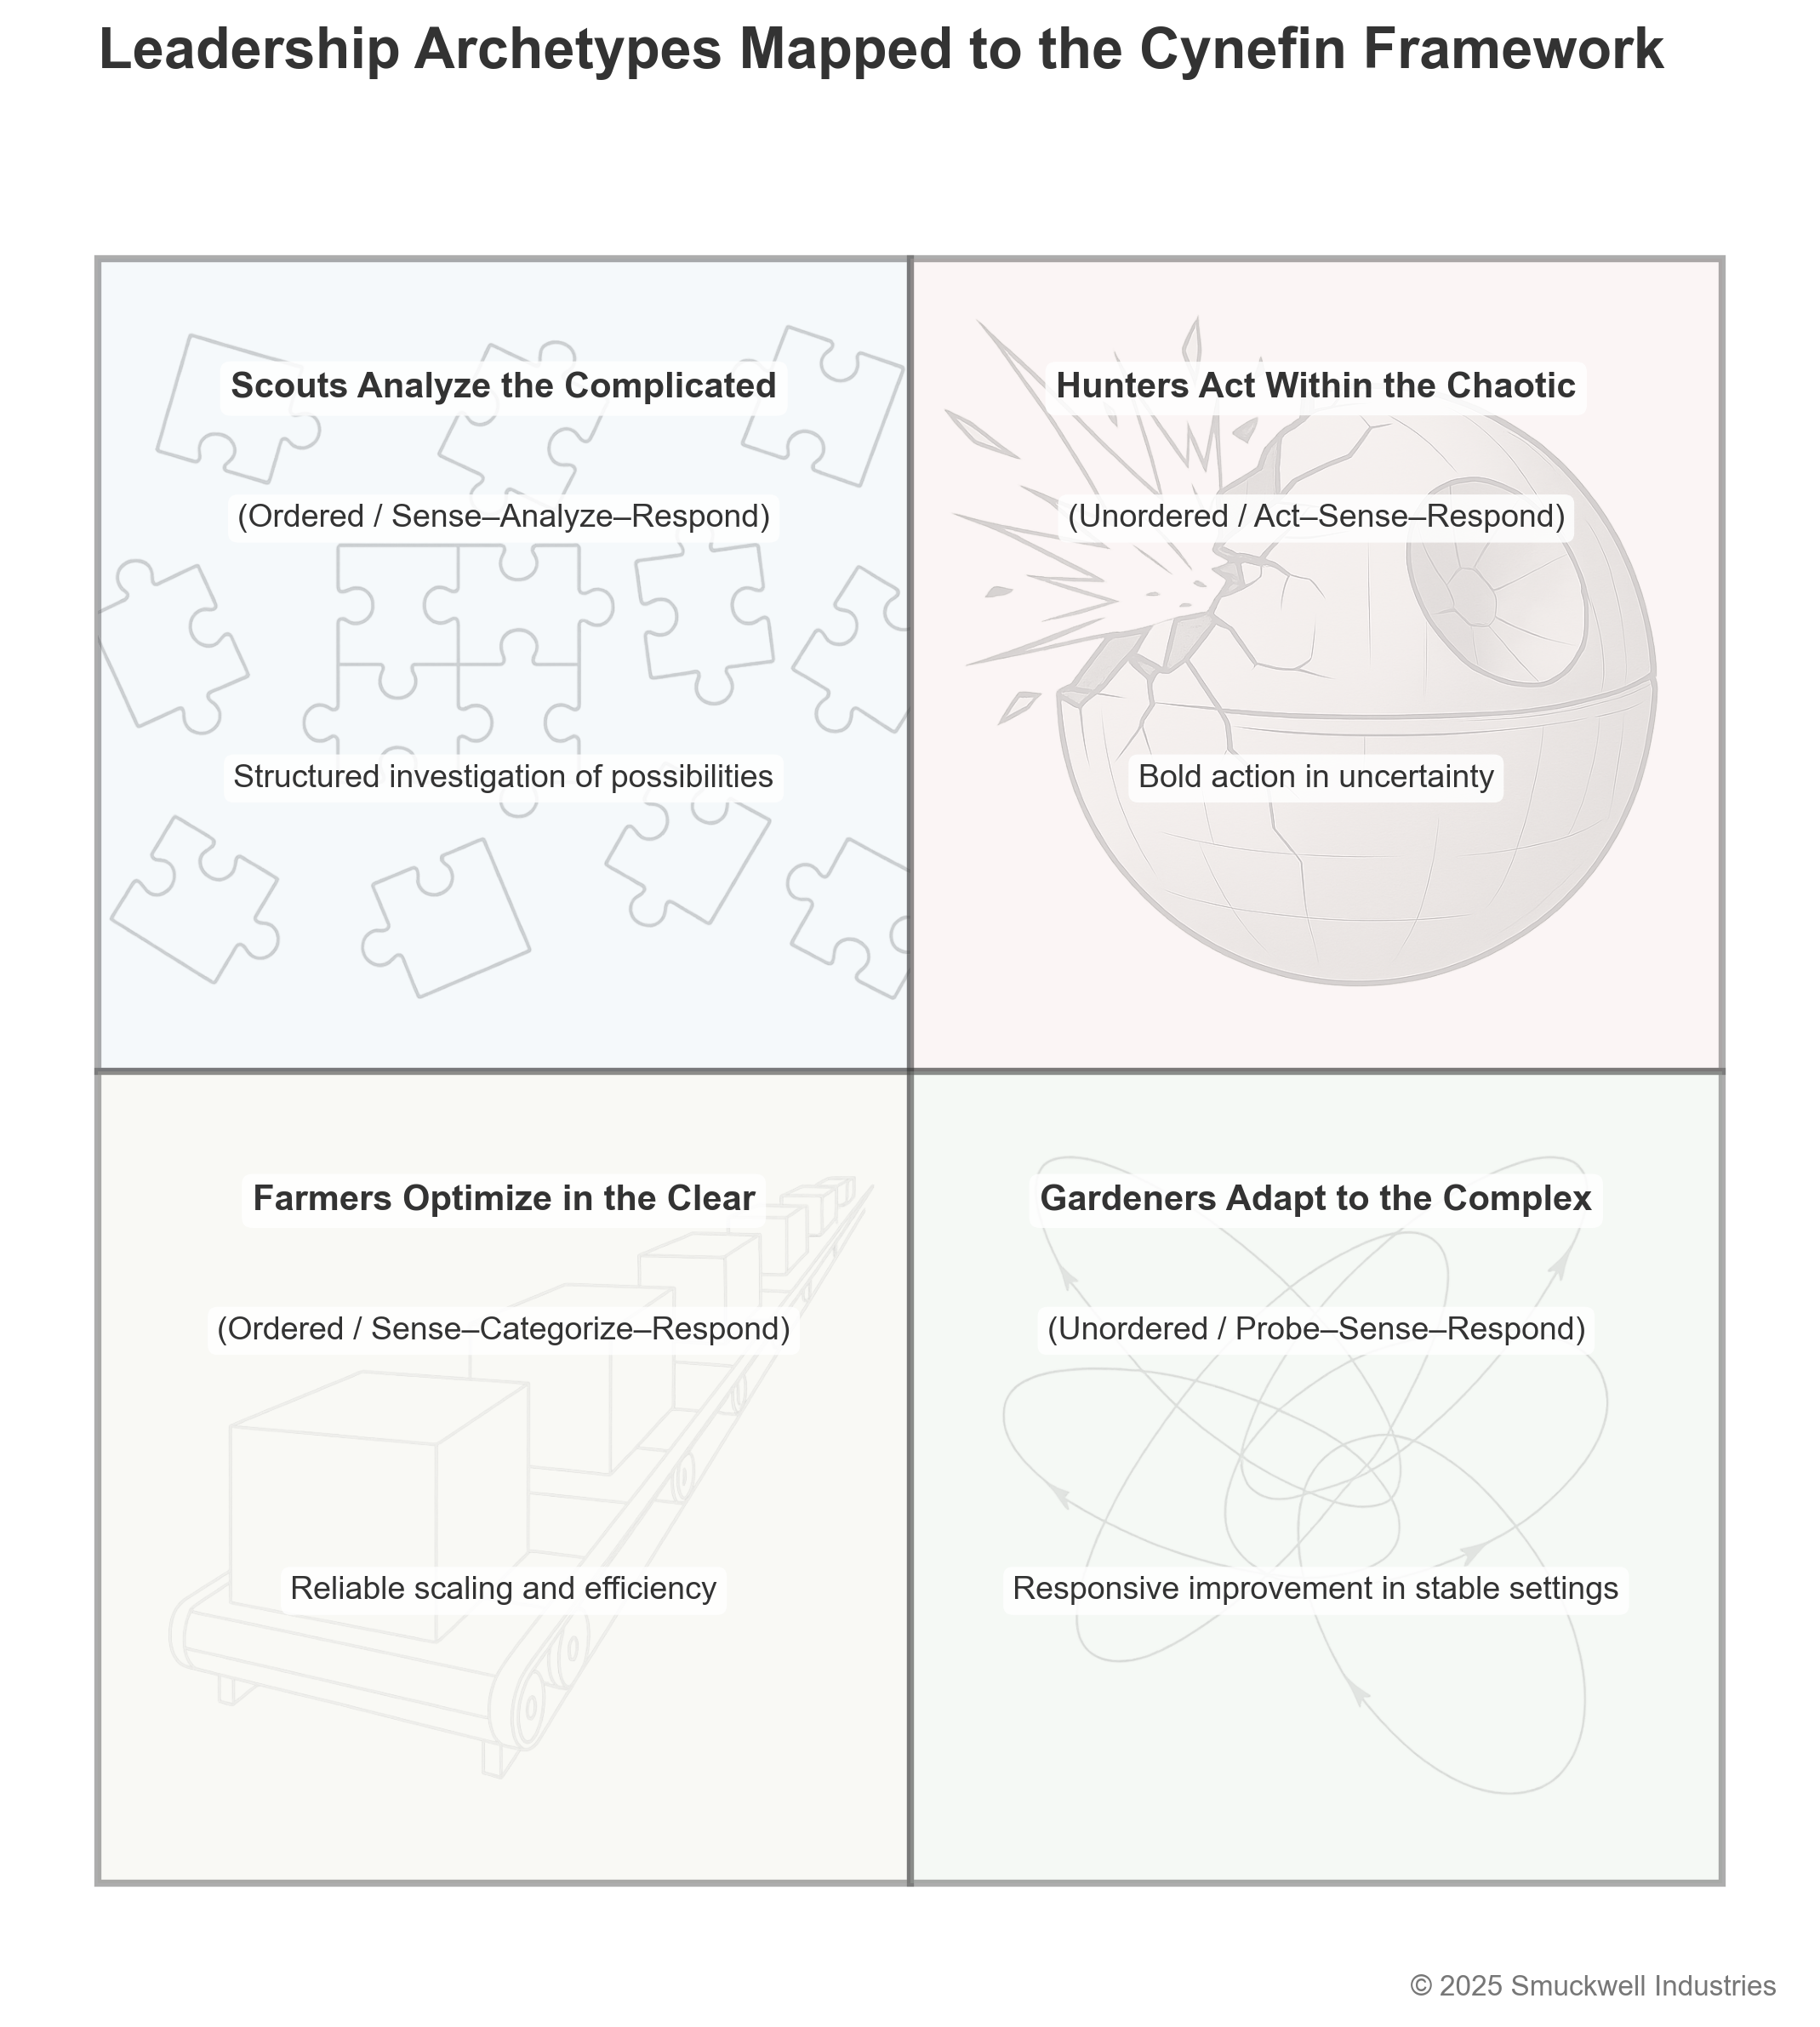 Leadership Archetypes Mapped to the Cynefin Framework
Scouts Analyze the Complicated
(Ordered / Sense–Analyze–Respond)
Structured investigation of possibilities
Hunters Act Within the Chaotic
(Unordered / Act–Sense–Respond)
Bold action in uncertainty
Farmers Optimize in the Clear
(Ordered / Sense–Categorize–Respond)
Reliable scaling and efficiency
Gardeners Adapt to the Complex
(Unordered / Probe–Sense–Respond)
Responsive improvement in stable settings
© 2025 Smuckwell Industries